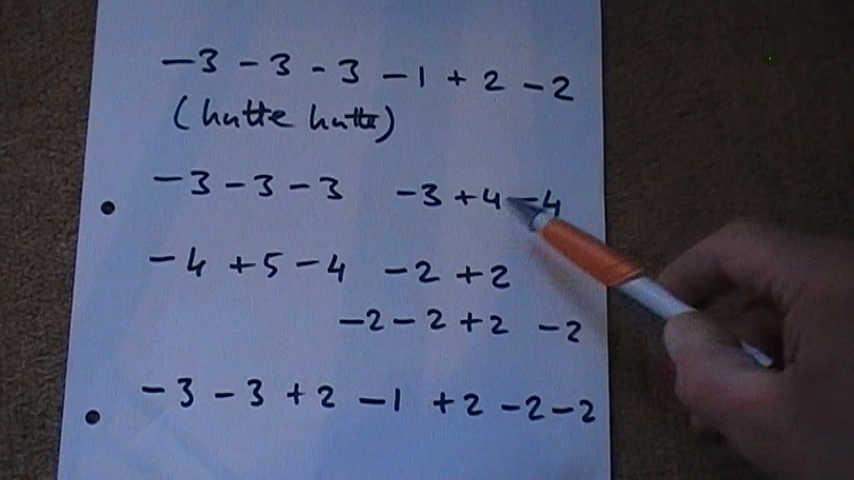 -3 -3 -3 -1 +2 -2
(hutte hutte)
• -3 -3 -3 -3 +4 -4
-4 +5 -4 -2 +2
-2 -2 +2 -2
• -3 -3 +2 -1 +2 -2 -2